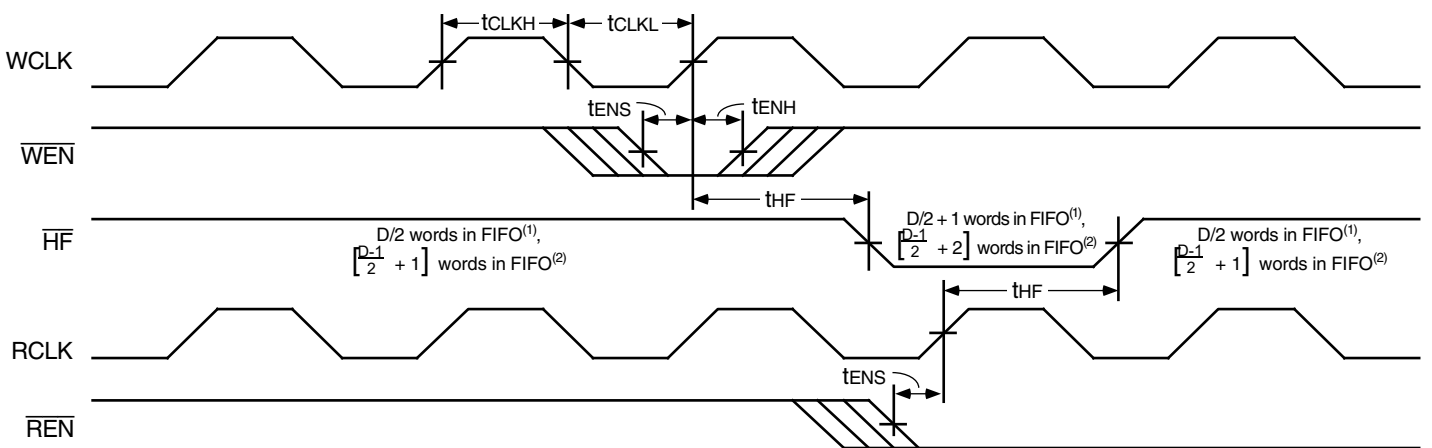 tCLKH
tCLKL
WCLK
tENS
tENH
WEN
tHF
HF
D/2 words in FIFO(1),
[D-1/2 + 1] words in FIFO(2)
D/2 + 1 words in FIFO(1),
[D-1/2 + 2] words in FIFO(2)
D/2 words in FIFO(1),
[D-1/2 + 1] words in FIFO(2)
tHF
RCLK
tENS
REN